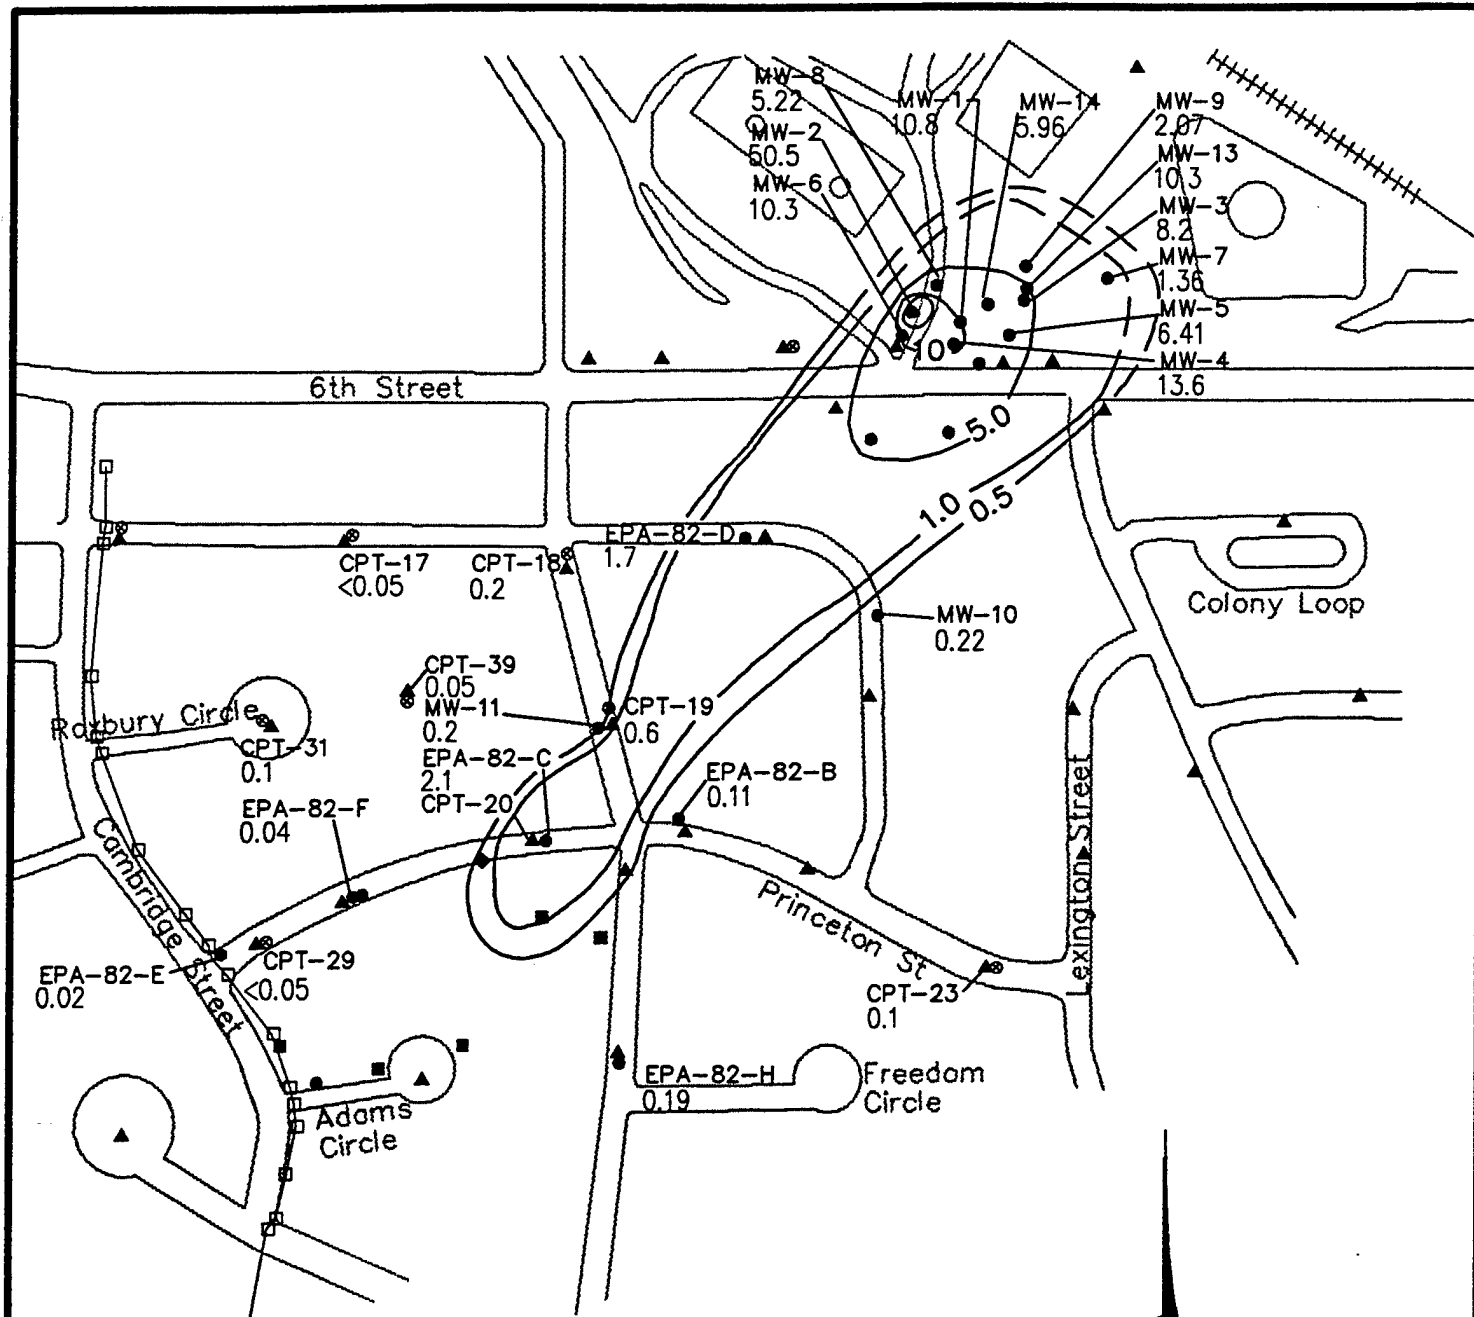 MW-8
5.22
MW-2
50.5
MW-6
10.3
MW-1
10.8
MW-14
5.96
MW-9
2.07
MW-13
10.3
MW-3
8.2
MW-7
1.36
MW-5
6.41
MW-4
13.6
10
5.0
6th Street
1.0
0.5
EPA-82-D
1.7
CPT-17
<0.05
CPT-18
0.2
MW-10
0.22
Colony Loop
CPT-39
0.05
MW-11
0.2
CPT-19
0.6
Roxbury Circle
CPT-31
0.1
EPA-82-C
2.1
CPT-20
EPA-82-B
0.11
EPA-82-F
0.04
Cambridge Street
Princeton St
Lexington Street
EPA-82-E
0.02
CPT-29
<0.05
CPT-23
0.1
EPA-82-H
0.19
Freedom
Circle
Adams
Circle